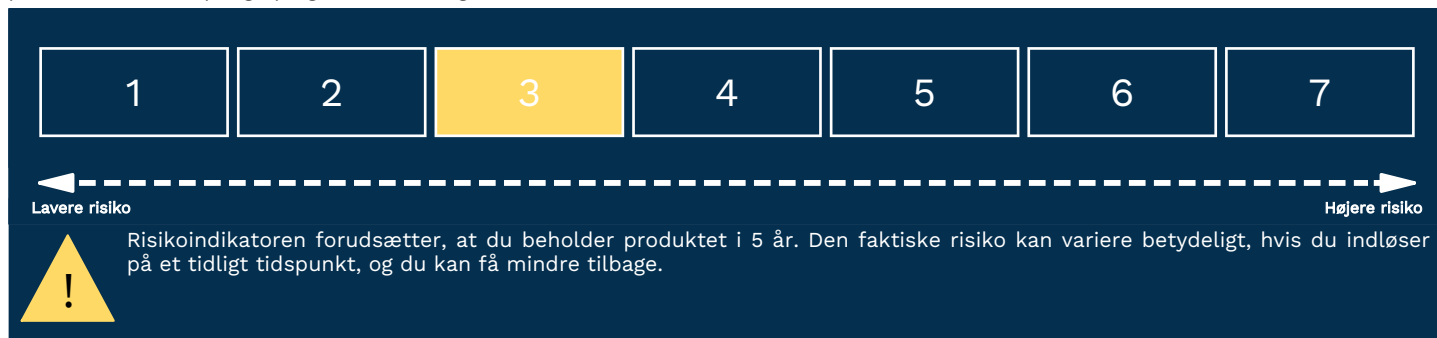 1 2 3 4 5 6 7
Lavere risiko Højere risiko
Risikoindikatoren forudsætter, at du beholder produktet i 5 år. Den faktiske risiko kan variere betydeligt, hvis du indløser
på et tidligt tidspunkt, og du kan få mindre tilbage.
!